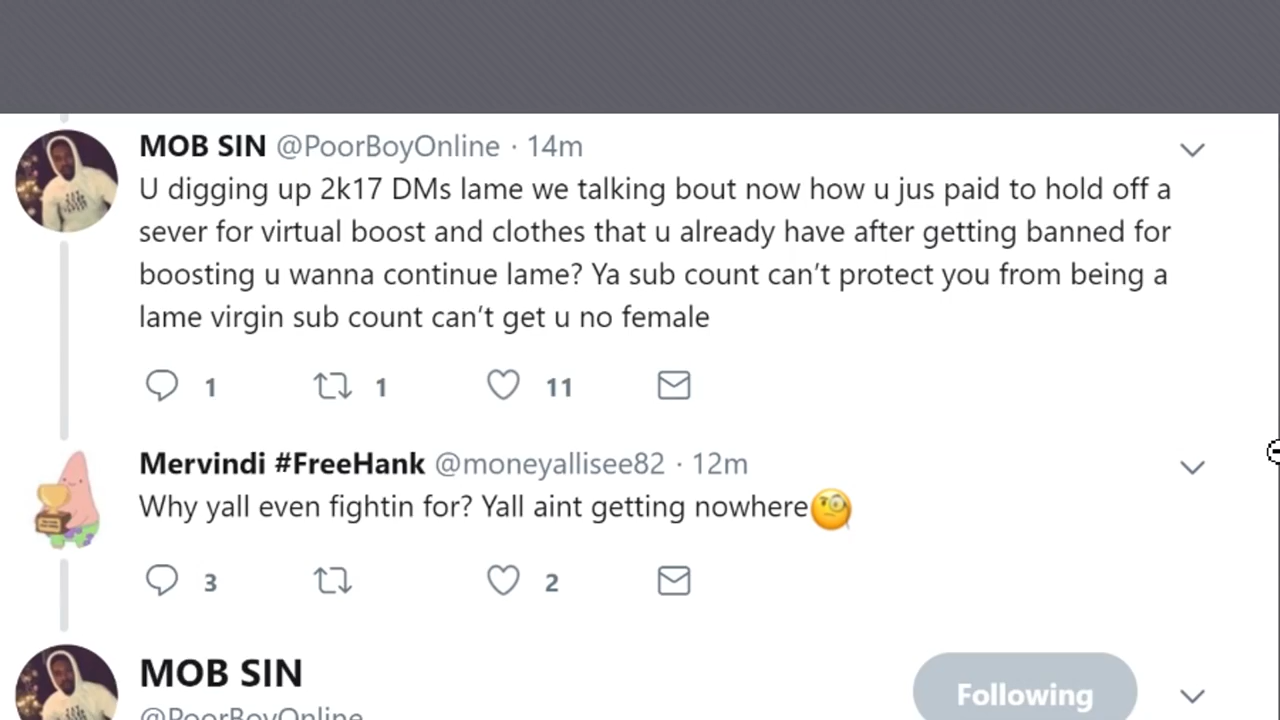 MOB SIN @PoorBoyOnline · 14m
U digging up 2k17 DMs lame we talking bout now how u jus paid to hold off a
sever for virtual boost and clothes that u already have after getting banned for
boosting u wanna continue lame? Ya sub count can’t protect you from being a
lame virgin sub count can’t get u no female
1 1 11
Mervindi #FreeHank @moneyallisee82 · 12m
Why yall even fightin for? Yall aint getting nowhere🧐
3 2
MOB SIN
Following
@PoorBoyOnline